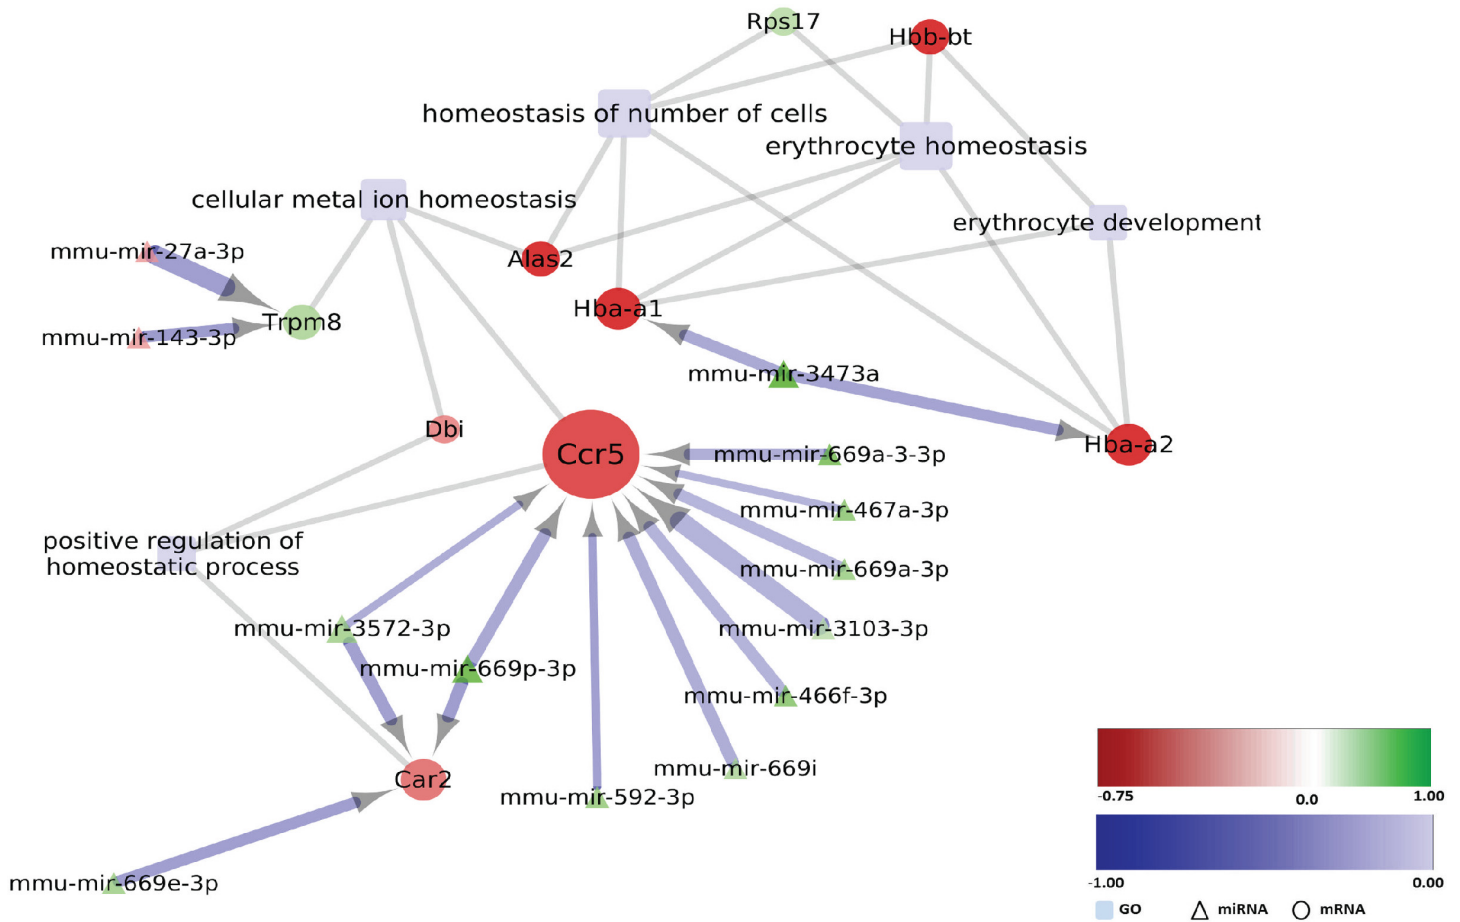 Rps17
Hbb-bt
homeostasis of number of cells
erythrocyte homeostasis
cellular metal ion homeostasis
erythrocyte development
mmu-mir-27a-3p
Alas2
Hba-a1
Trpm8
mmu-mir-143-3p
mmu-mir-3473a
Dbi
Ccr5
Hba-a2
mmu-mir-669a-3-3p
mmu-mir-467a-3p
positive regulation of
homeostatic process
mmu-mir-669a-3p
mmu-mir-3572-3p
mmu-mir-3103-3p
mmu-mir-669p-3p
mmu-mir-466f-3p
mmu-mir-669i
Car2
mmu-mir-592-3p
mmu-mir-669e-3p
-0.75 0.0 1.00
-1.00 0.00
GO miRNA mRNA